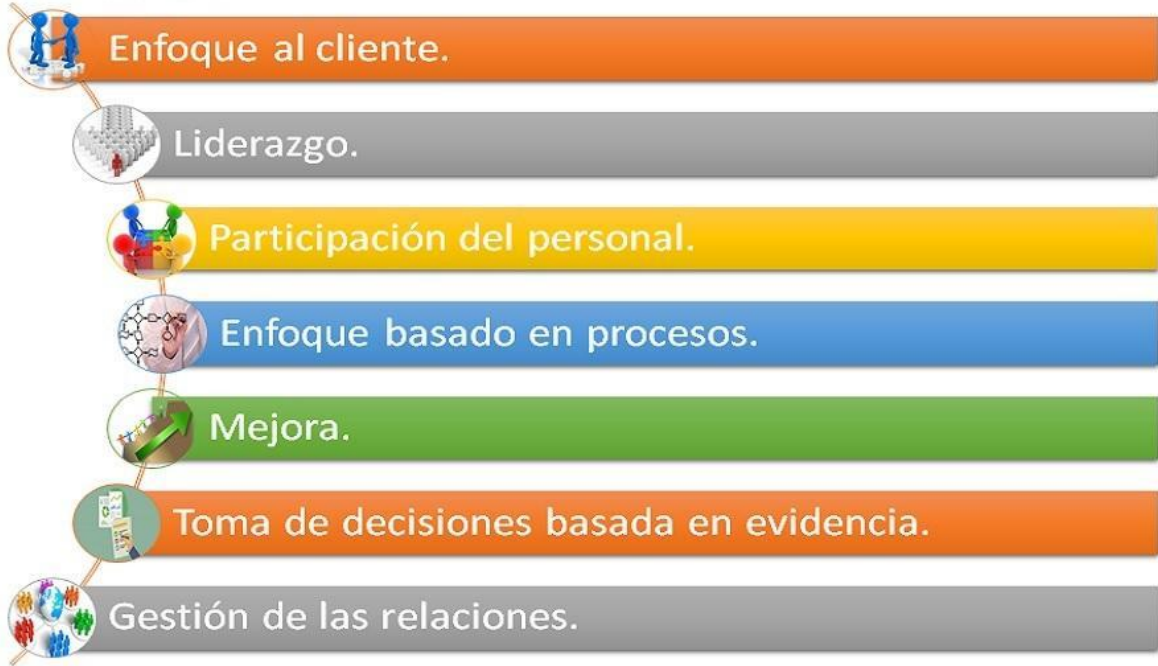 Enfoque al cliente.
Liderazgo.
Participación del personal.
Enfoque basado en procesos.
Mejora.
Toma de decisiones basada en evidencia.
Gestión de las relaciones.